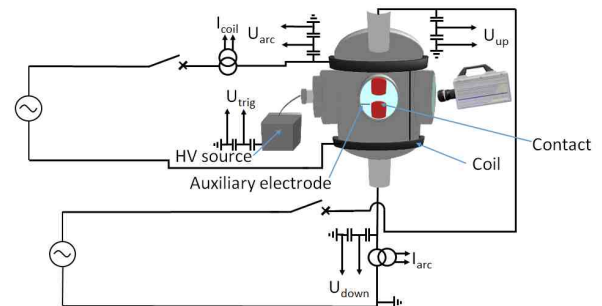 I_coil
U_arc
U_up
U_trig
HV source
Contact
Coil
Auxiliary electrode
U_down
I_arc